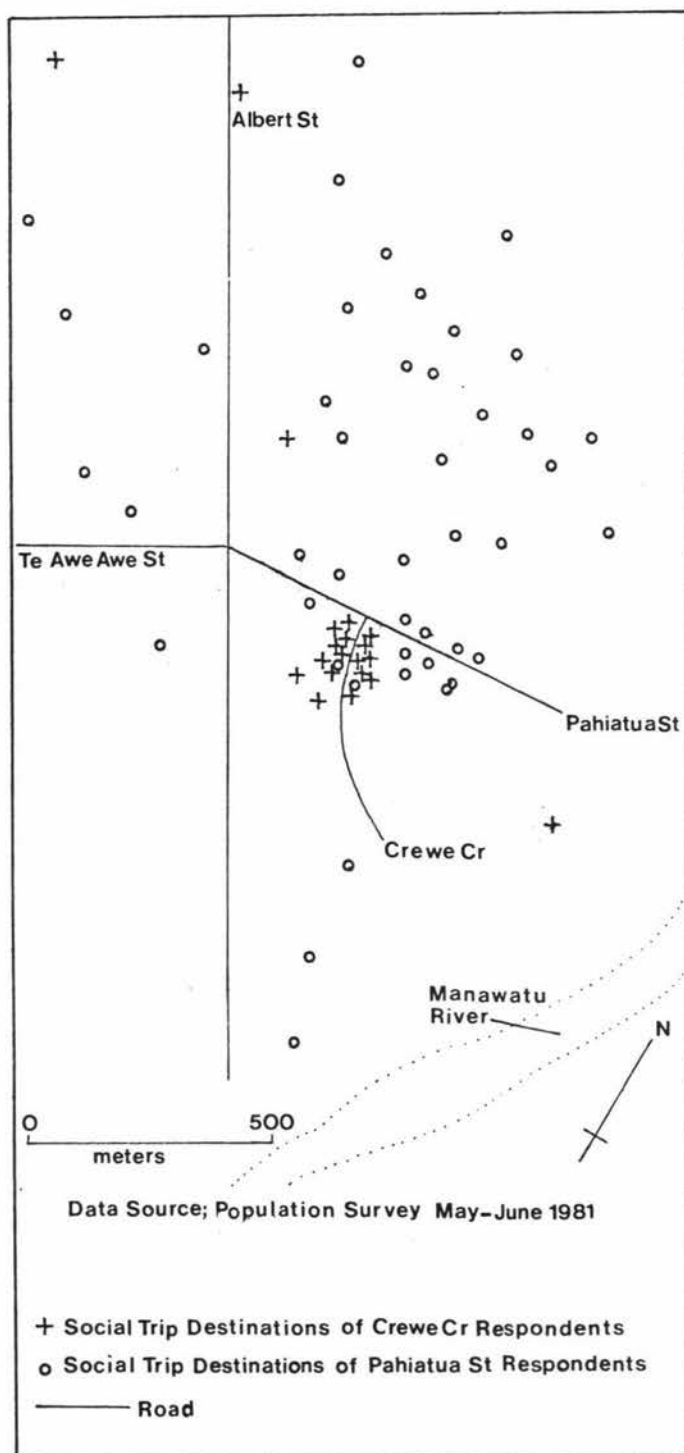 Albert St
Te Awe Awe St
Pahiatua St
Crewe Cr
Manawatu
River
N
0 500
meters
Data Source; Population Survey May-June 1981
+ Social Trip Destinations of Crewe Cr Respondents
o Social Trip Destinations of Pahiatua St Respondents
Road